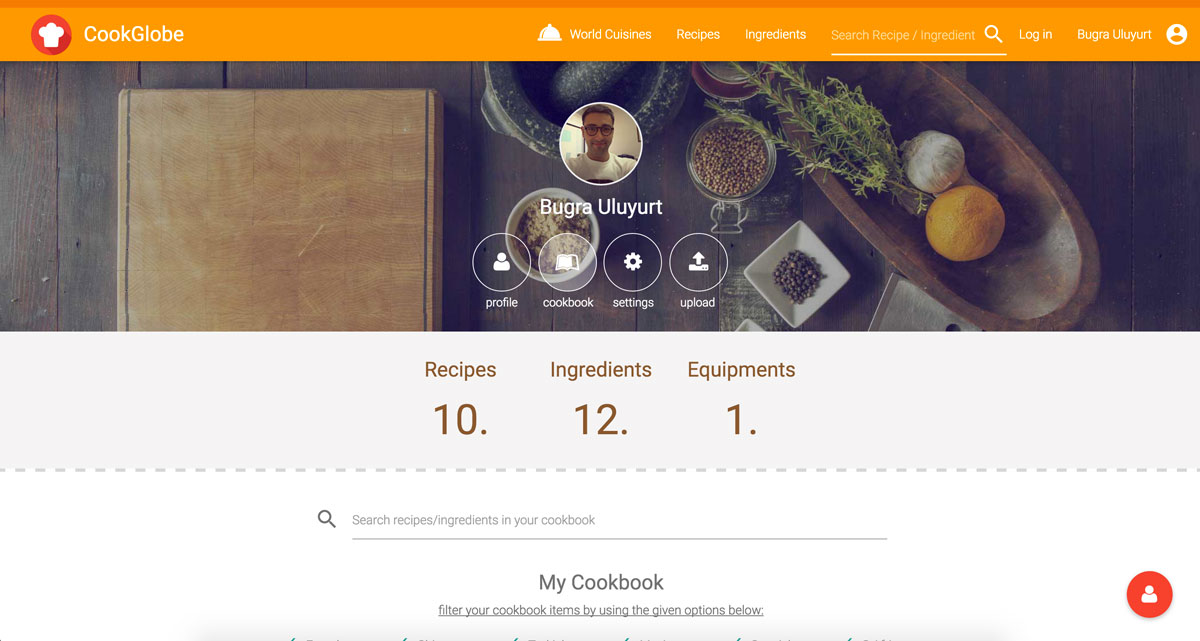 CookGlobe
World Cuisines
Recipes
Ingredients
Search Recipe / Ingredient
Log in
Bugra Uluyurt
Bugra Uluyurt
profile
cookbook
settings
upload
Recipes
Ingredients
Equipments
10.
12.
1.
Search recipes/ingredients in your cookbook
My Cookbook
filter your cookbook items by using the given options below: